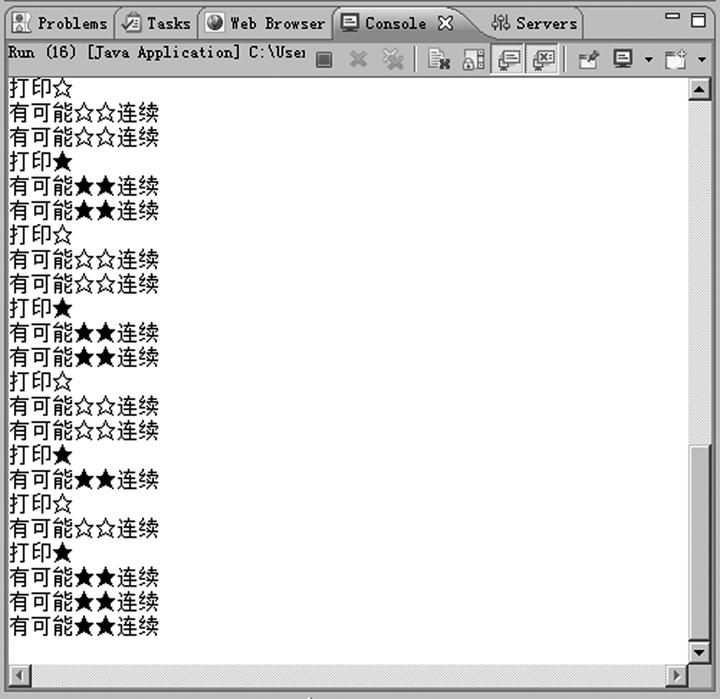 Problems Tasks Web Browser Console Servers
Run (16) [Java Application] C:\User
打印☆
有可能☆☆连续
有可能☆☆连续
打印★
有可能★★连续
有可能★★连续
打印☆
有可能☆☆连续
有可能☆☆连续
打印★
有可能★★连续
有可能★★连续
打印☆
有可能☆☆连续
有可能☆☆连续
打印★
有可能★★连续
打印☆
有可能☆☆连续
打印★
有可能★★连续
有可能★★连续
有可能★★连续